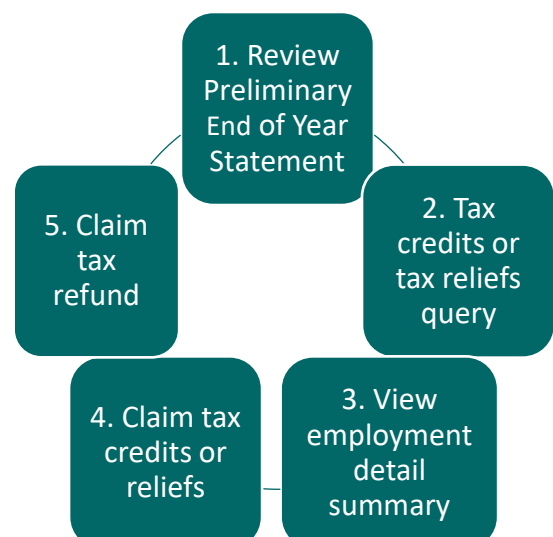 1. Review
Preliminary
End of Year
Statement
2. Tax
credits or
tax reliefs
query
3. View
employment
detail
summary
4. Claim tax
credits or
reliefs
5. Claim
tax
refund